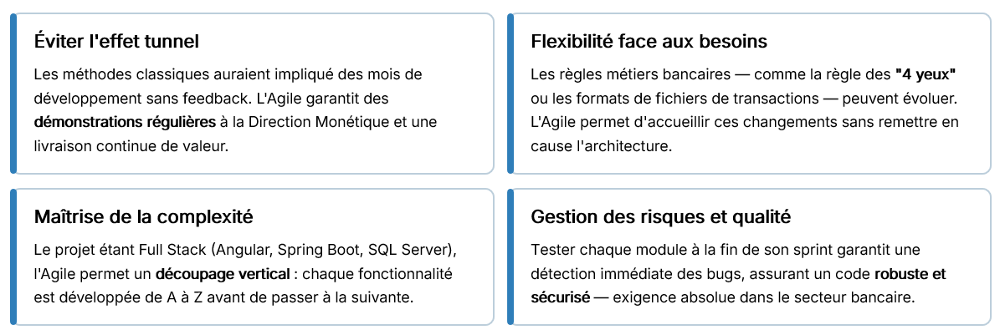 Éviter l'effet tunnel
Les méthodes classiques auraient impliqué des mois de
développement sans feedback. L'Agile garantit des
démonstrations régulières à la Direction Monétique et une
livraison continue de valeur.
Flexibilité face aux besoins
Les règles métiers bancaires — comme la règle des "4 yeux"
ou les formats de fichiers de transactions — peuvent évoluer.
L'Agile permet d'accueillir ces changements sans remettre en
cause l'architecture.
Maîtrise de la complexité
Le projet étant Full Stack (Angular, Spring Boot, SQL Server),
l'Agile permet un découpage vertical : chaque fonctionnalité
est développée de A à Z avant de passer à la suivante.
Gestion des risques et qualité
Tester chaque module à la fin de son sprint garantit une
détection immédiate des bugs, assurant un code robuste et
sécurisé — exigence absolue dans le secteur bancaire.